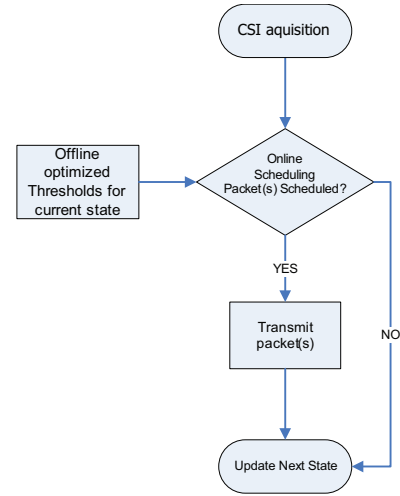 CSI aquisition
Offline
optimized
Thresholds for
current state
Online
Scheduling
Packet(s) Scheduled?
YES
Transmit
packet(s)
NO
Update Next State